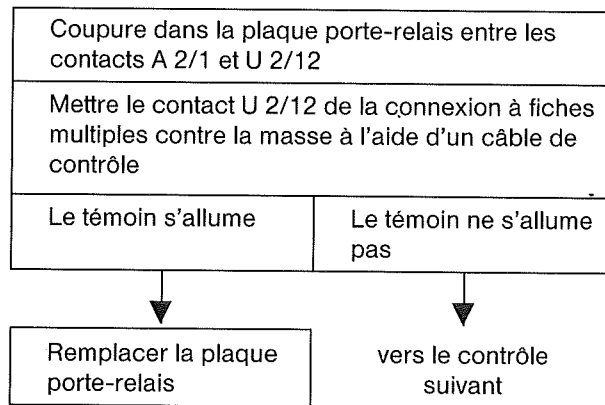 Coupure dans la plaque porte-relais entre les
contacts A 2/1 et U 2/12
Mettre le contact U 2/12 de la connexion à fiches
multiples contre la masse à l'aide d'un câble de
contrôle
Le témoin s'allume
Le témoin ne s'allume
pas
Remplacer la plaque
porte-relais
vers le contrôle
suivant